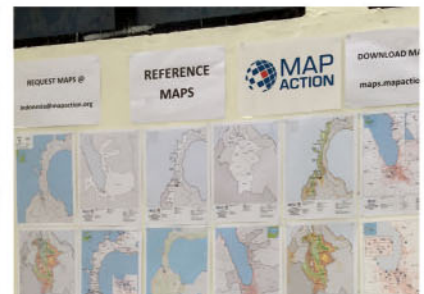 REQUEST MAPS @
indonesia@mapaction.org
REFERENCE
MAPS
MAP
ACTION
DOWNLOAD MA
maps.mapactio